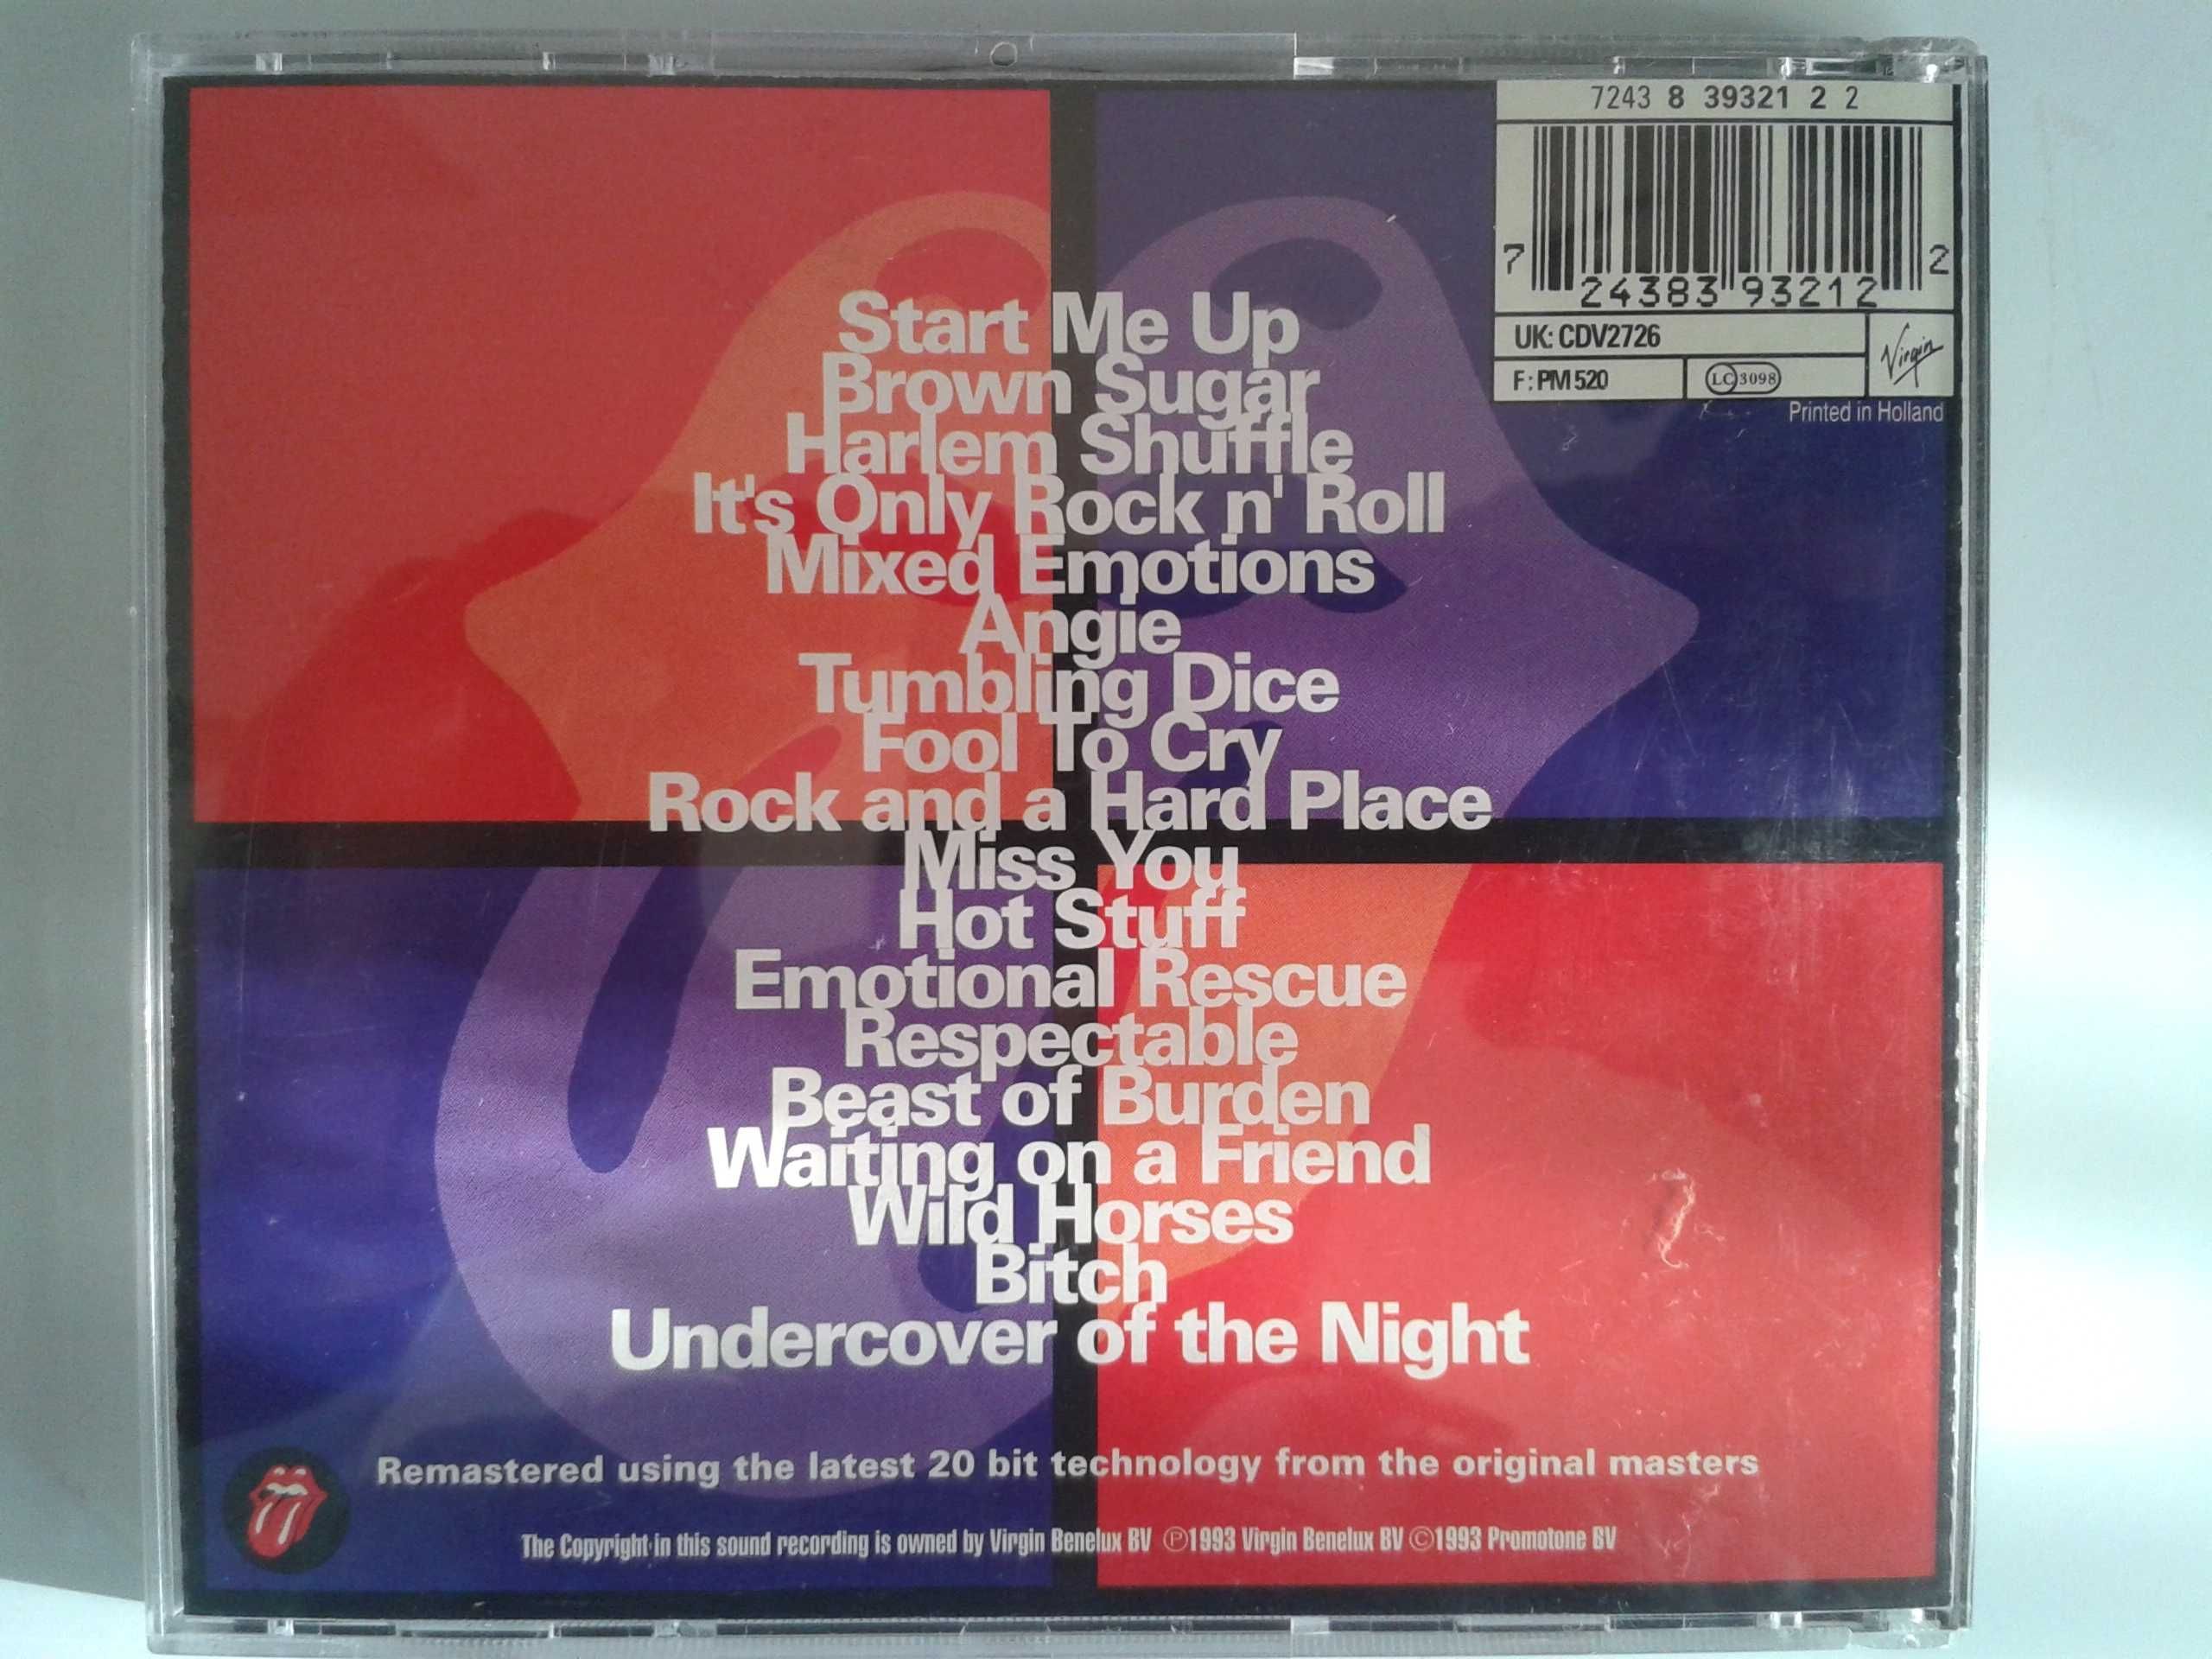 7243 8 39321 2 2
7 24383 93212 2
UK: CDV2726
F: PM 520
LC 3098
Virgin
Printed in Holland
Start Me Up
Brown Sugar
Harlem Shuffle
It's Only Rock n' Roll
Mixed Emotions
Angie
Tumbling Dice
Fool To Cry
Rock and a Hard Place
Miss You
Hot Stuff
Emotional Rescue
Respectable
Beast of Burden
Waiting on a Friend
Wild Horses
Bitch
Undercover of the Night
Remastered using the latest 20 bit technology from the original masters
The Copyright in this sound recording is owned by Virgin Benelux BV Ⓟ1993 Virgin Benelux BV ©1993 Promotone BV